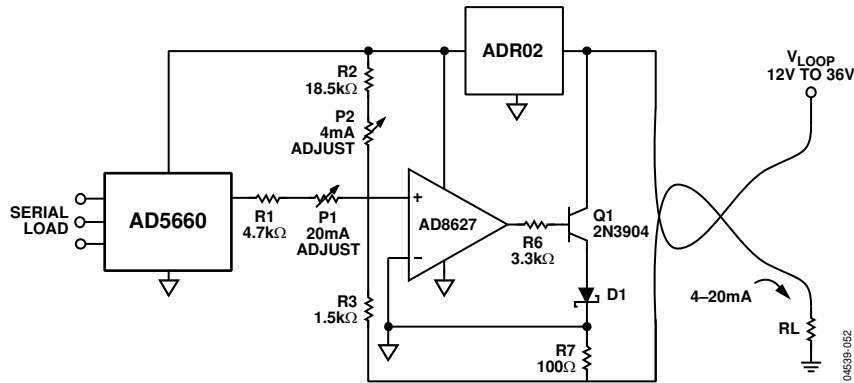 ADR02
R2
18.5kΩ
P2
4mA
ADJUST
VLOOP
12V TO 36V
SERIAL
LOAD
AD5660
R1
4.7kΩ
P1
20mA
ADJUST
+
–
AD8627
R6
3.3kΩ
Q1
2N3904
D1
R3
1.5kΩ
R7
100Ω
4–20mA
RL
04539-052